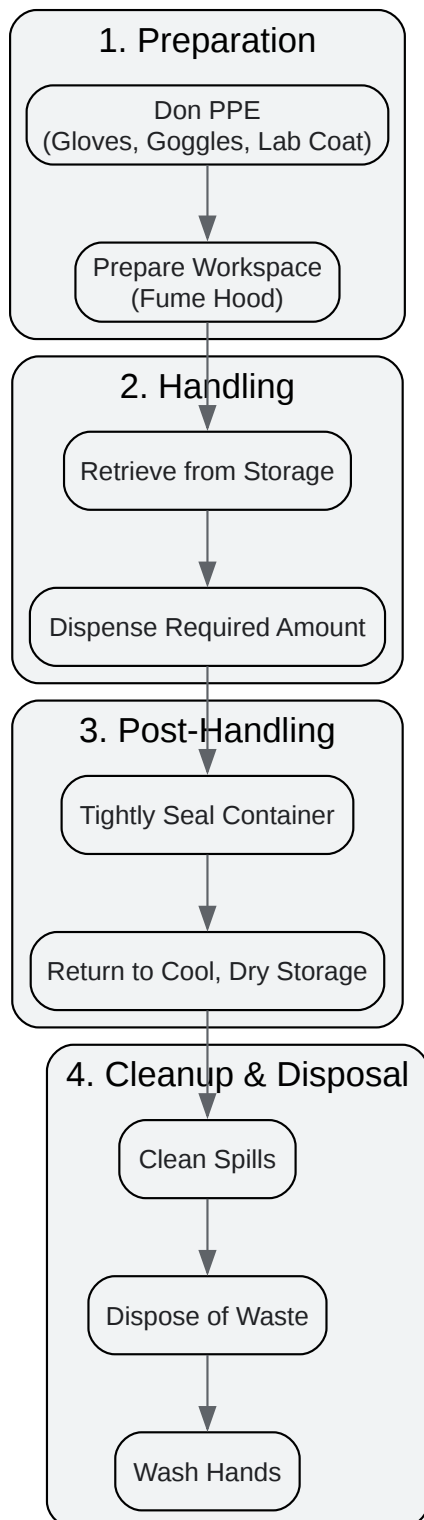 1. Preparation
Don PPE
(Gloves, Goggles, Lab Coat)
Prepare Workspace
(Fume Hood)
2. Handling
Retrieve from Storage
Dispense Required Amount
3. Post-Handling
Tightly Seal Container
Return to Cool, Dry Storage
4. Cleanup & Disposal
Clean Spills
Dispose of Waste
Wash Hands